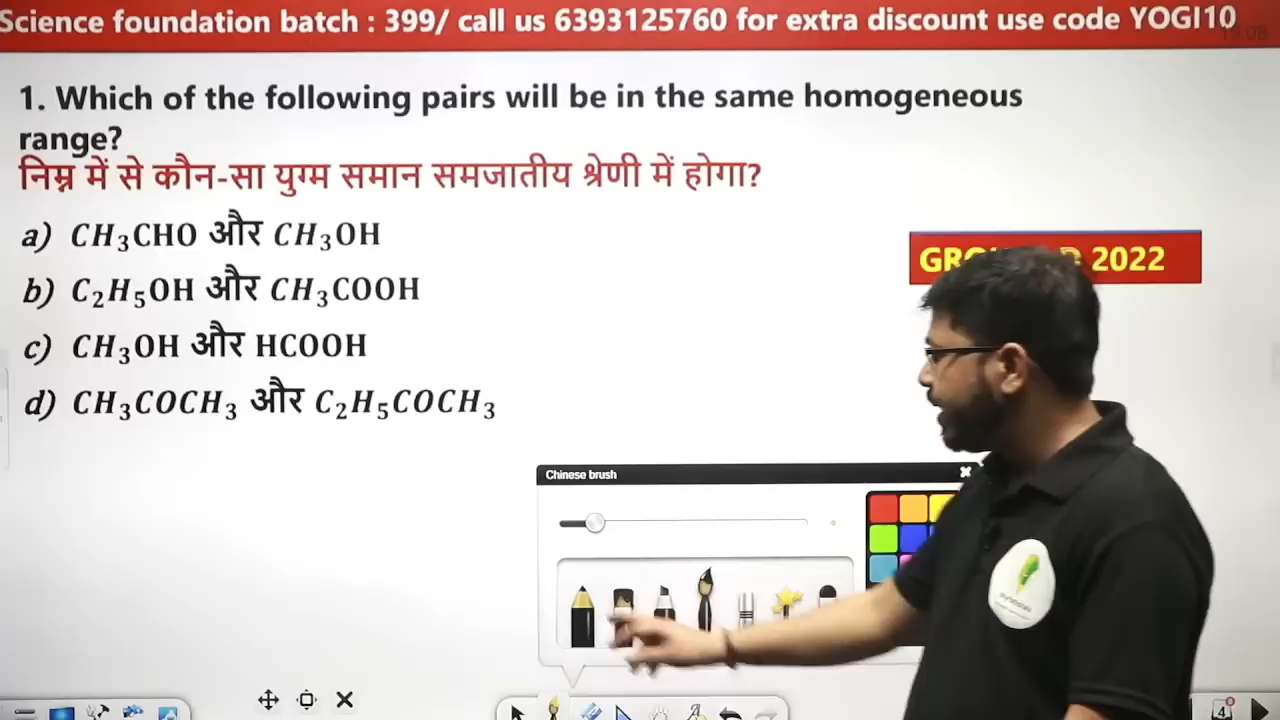 Science foundation batch : 399/ call us 6393125760 for extra discount use code YOGI10
1. Which of the following pairs will be in the same homogeneous
range?
निम्न में से कौन-सा युग्म समान समजातीय श्रेणी में होगा?
a) CH₃CHO और CH₃OH
b) C₂H₅OH और CH₃COOH
c) CH₃OH और HCOOH
d) CH₃COCH₃ और C₂H₅COCH₃
2022
Chinese brush
4